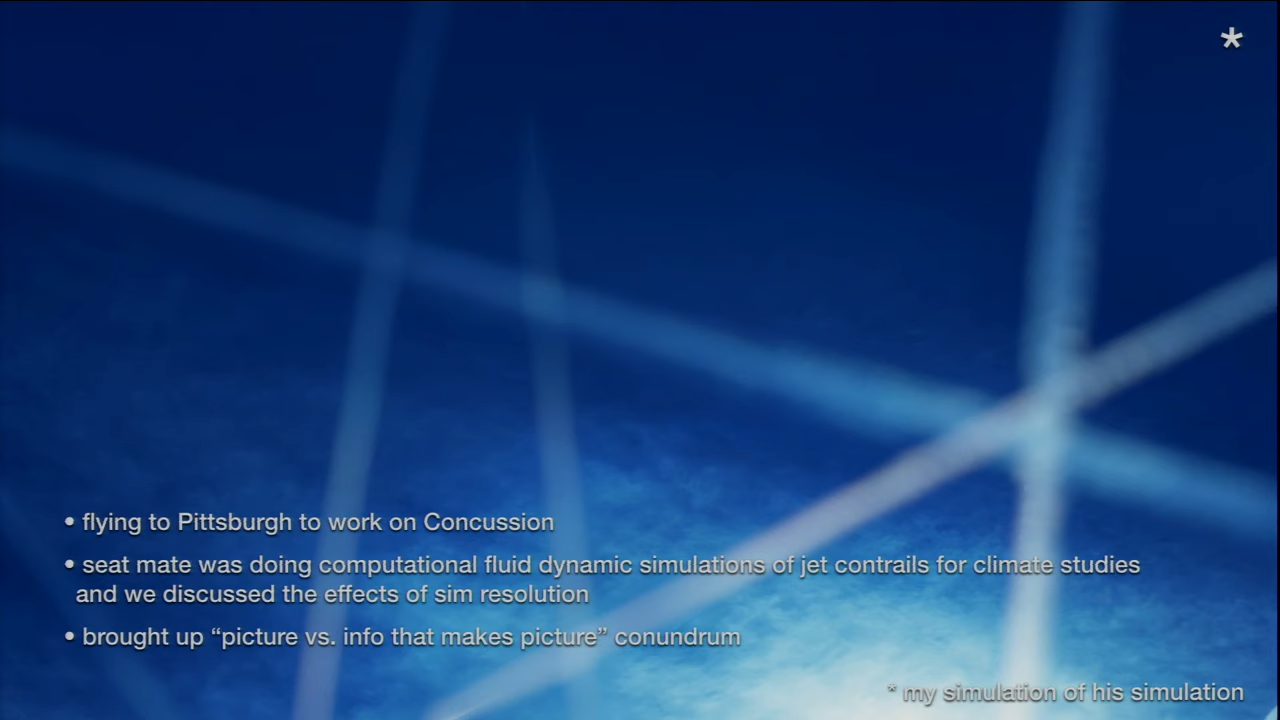 *
• flying to Pittsburgh to work on Concussion
• seat mate was doing computational fluid dynamic simulations of jet contrails for climate studies
and we discussed the effects of sim resolution
• brought up “picture vs. info that makes picture” conundrum
* my simulation of his simulation